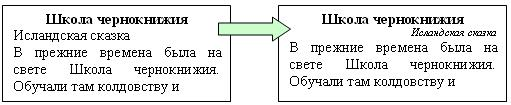 Школа чернокнижия
Исландская сказка
В прежние времена была на
свете Школа чернокнижия.
Обучали там колдовству и
Школа чернокнижия
Исландская сказка
В прежние времена была на
свете Школа чернокнижия.
Обучали там колдовству и